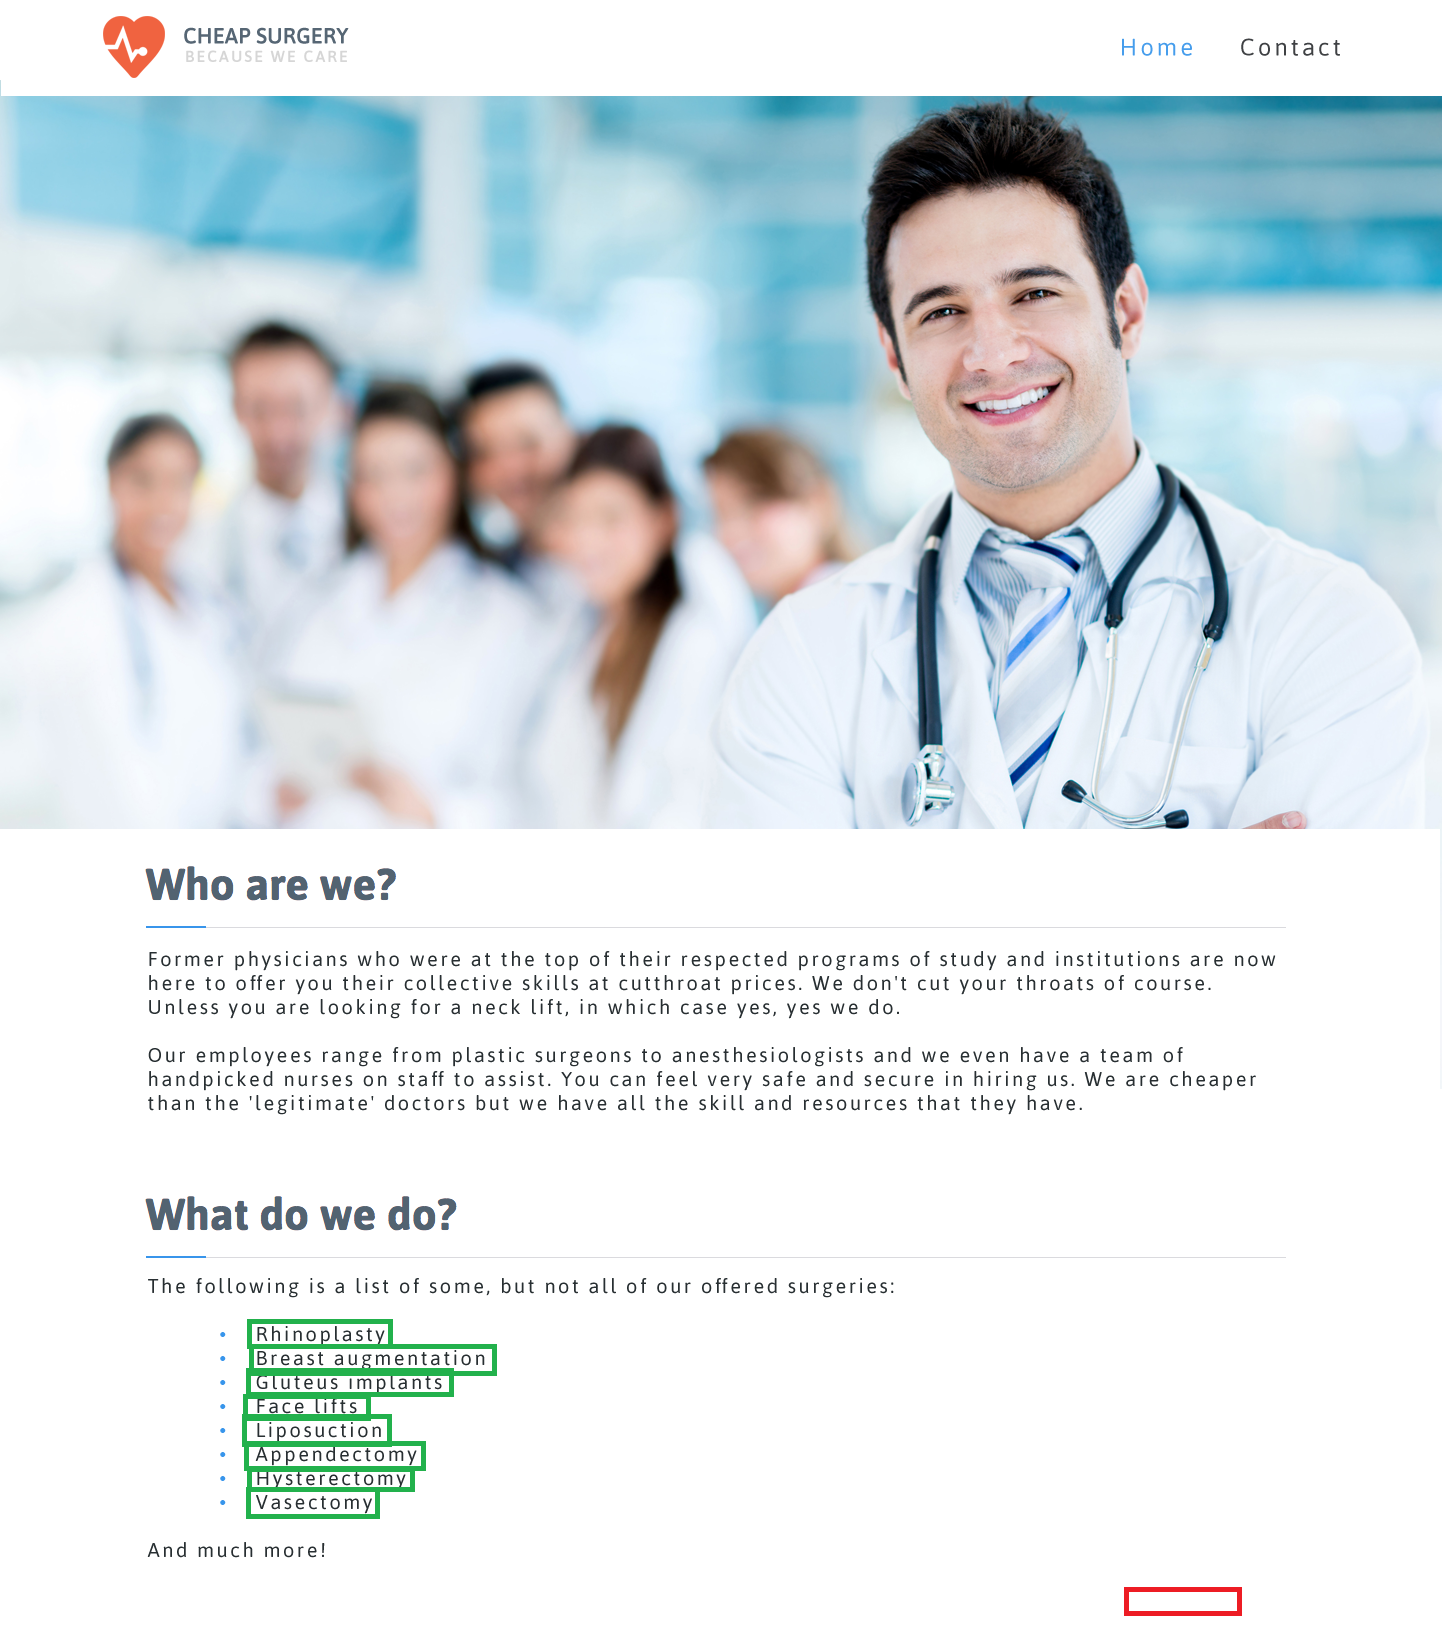 CHEAP SURGERY
BECAUSE WE CARE
Home
Contact
Who are we?
Former physicians who were at the top of their respected programs of study and institutions are now
here to offer you their collective skills at cutthroat prices. We don't cut your throats of course.
Unless you are looking for a neck lift, in which case yes, yes we do.
Our employees range from plastic surgeons to anesthesiologists and we even have a team of
handpicked nurses on staff to assist. You can feel very safe and secure in hiring us. We are cheaper
than the 'legitimate' doctors but we have all the skill and resources that they have.
What do we do?
The following is a list of some, but not all of our offered surgeries:
• Rhinoplasty
• Breast augmentation
• Gluteus implants
• Face lifts
• Liposuction
• Appendectomy
• Hysterectomy
• Vasectomy
And much more!